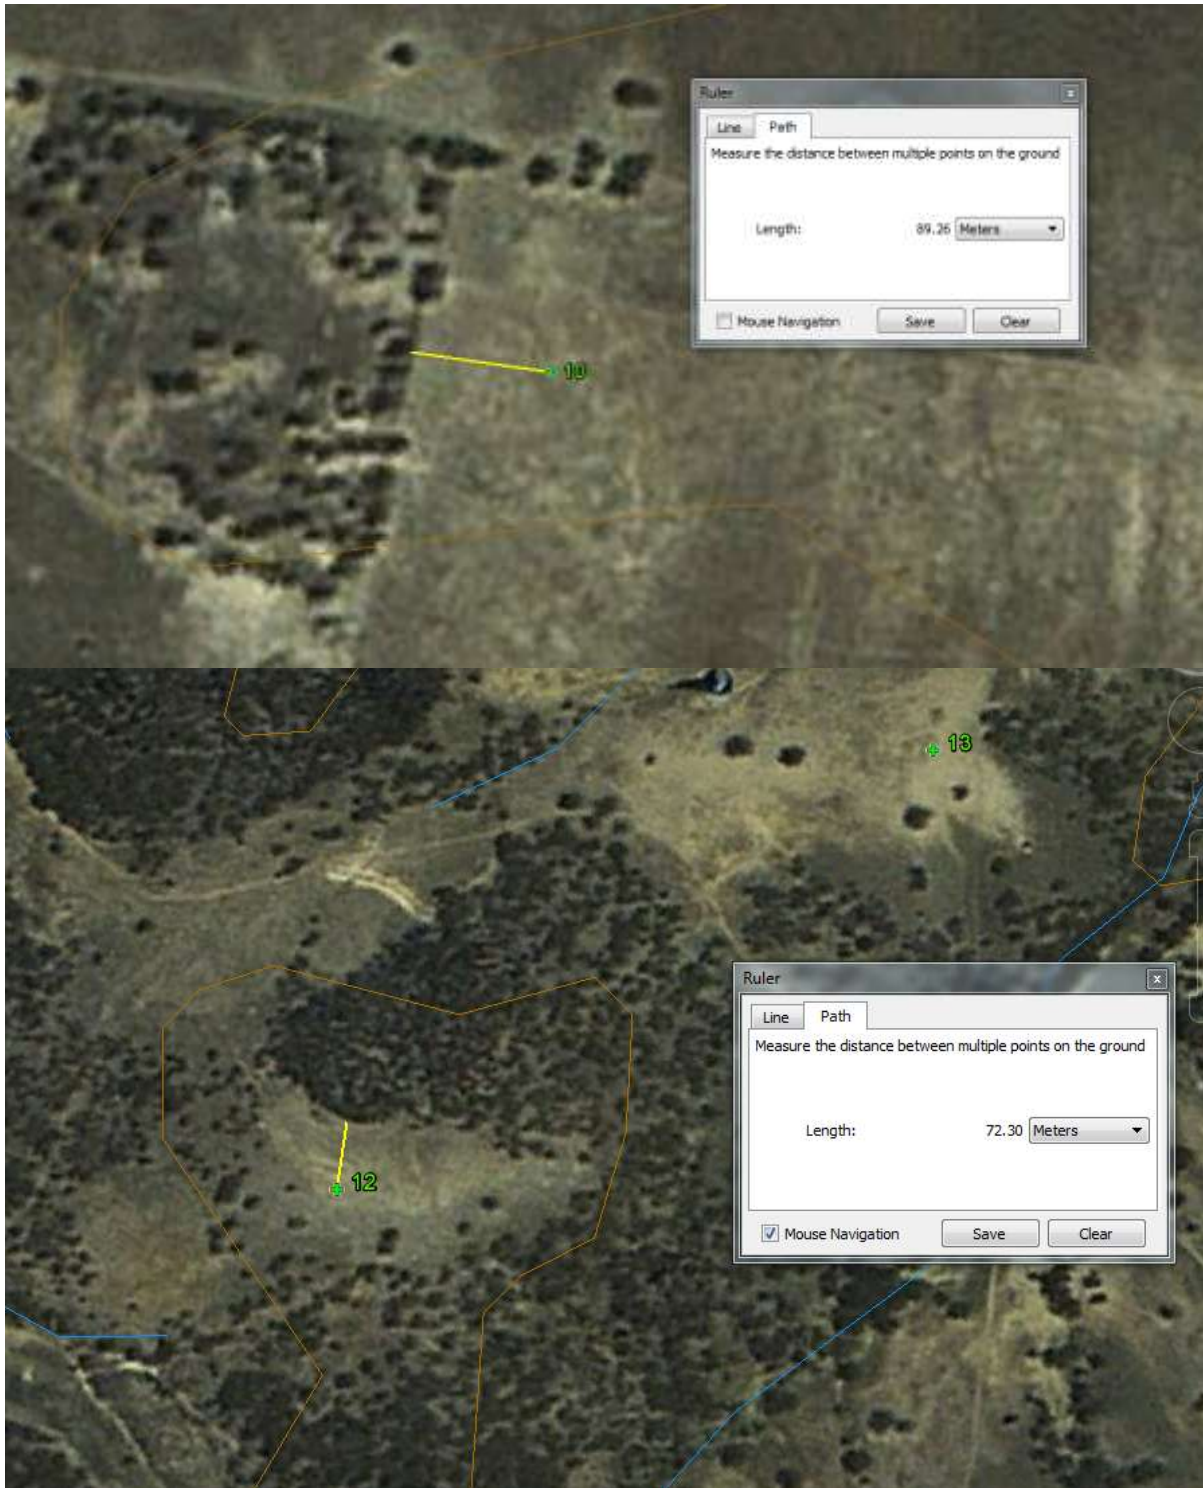 Ruler
Line Path
Measure the distance between multiple points on the ground
Length: 89.26 Meters
Mouse Navigation Save Clear
10
13
Ruler
Line Path
Measure the distance between multiple points on the ground
Length: 72.30 Meters
12
Mouse Navigation Save Clear